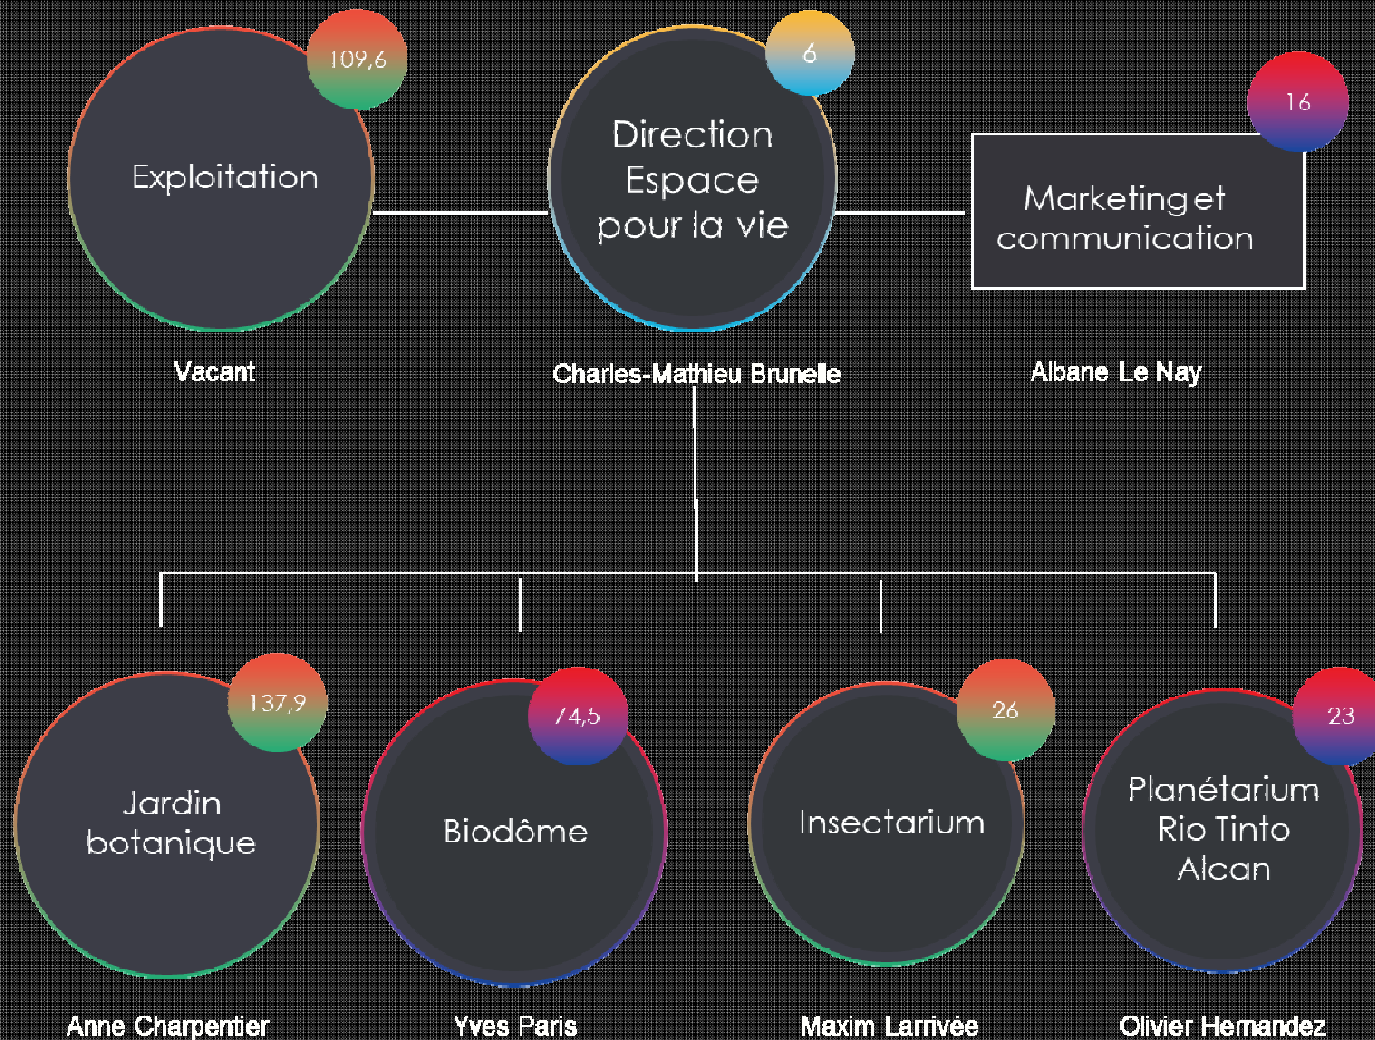 109,6
Exploitation
Vacant
6
Direction
Espace
pour la vie
Charles-Mathieu Brunelle
16
Marketing et
communication
Albane Le Nay
137,9
Jardin
botanique
Anne Charpentier
74,5
Biodôme
Yves Paris
26
Insectarium
Maxim Larrivée
23
Planétarium
Rio Tinto
Alcan
Olivier Hernandez